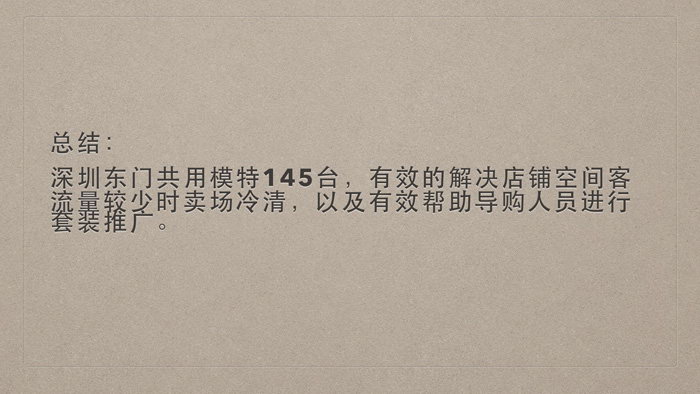 总结：
深圳东门共用模特145台，有效的解决店铺空间客
流量较少时卖场冷清，以及有效帮助导购人员进行
套装推广。